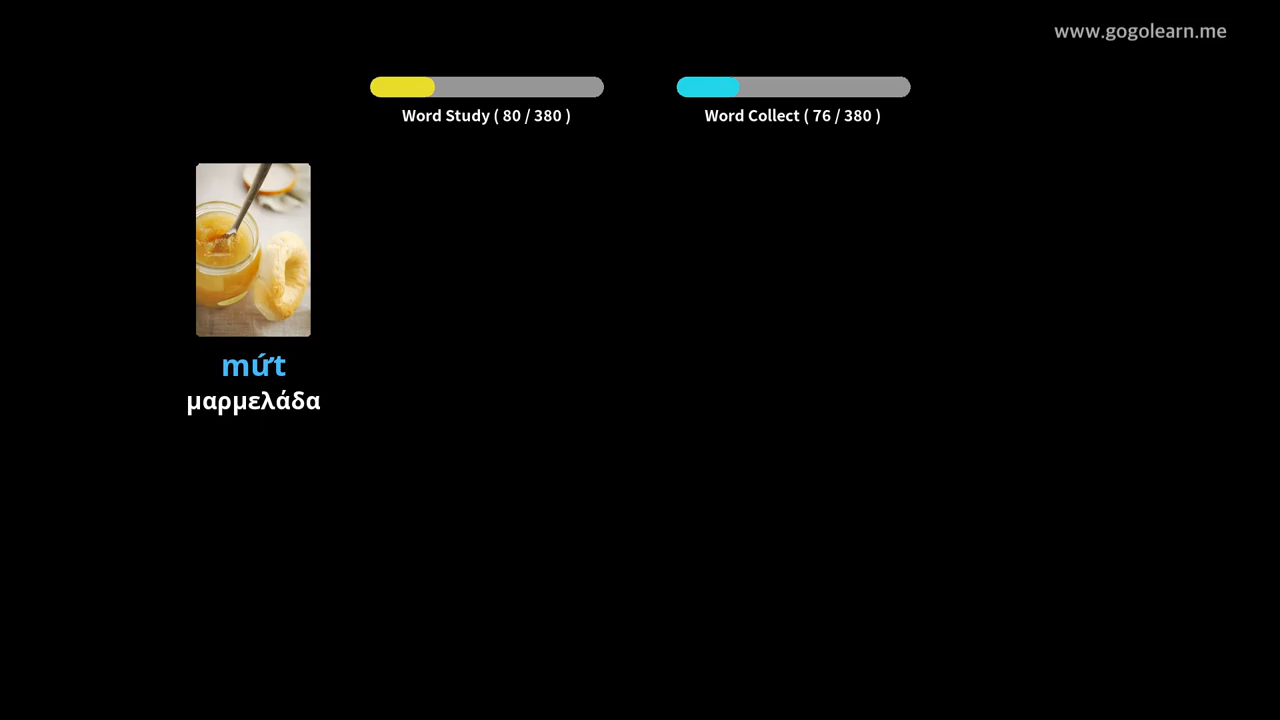 www.gogolearn.me
Word Study ( 80 / 380 )
Word Collect ( 76 / 380 )
mứt
μαρμελάδα